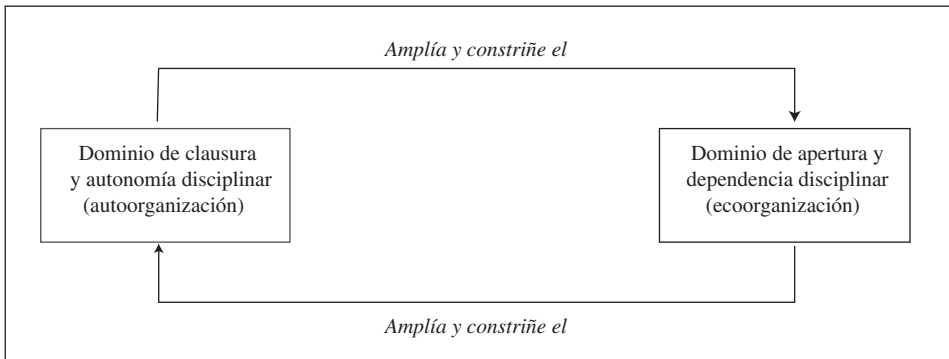 Amplía y constriñe el
Dominio de clausura
y autonomía disciplinar
(autoorganización)
Dominio de apertura y
dependencia disciplinar
(ecoorganización)
Amplía y constriñe el